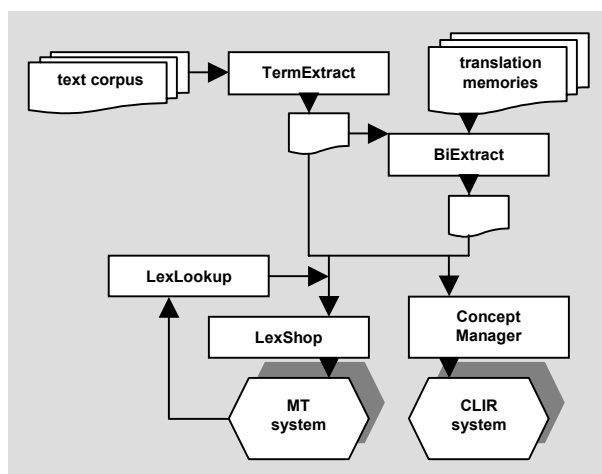 text corpus
TermExtract
translation
memories
BiExtract
LexLookup
LexShop
Concept
Manager
MT
system
CLIR
system